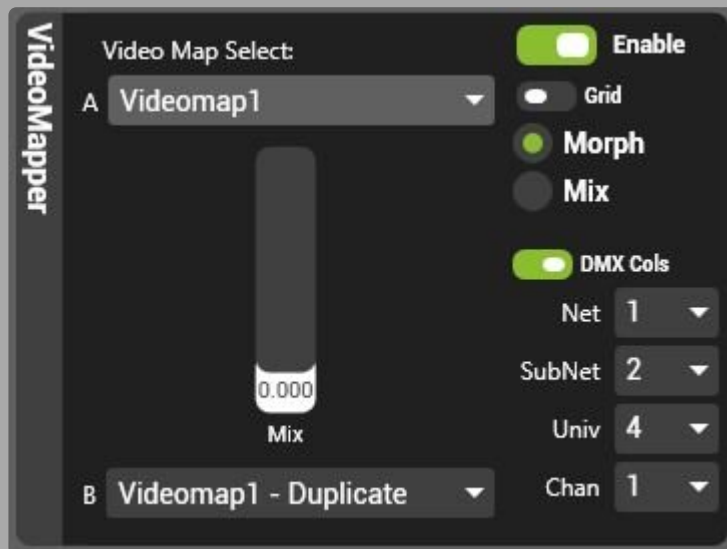 VideoMapper
Video Map Select:
A Videomap1
0.000
Mix
B Videomap1 - Duplicate
Enable
Grid
Morph
Mix
DMX Cols
Net 1
SubNet 2
Univ 4
Chan 1